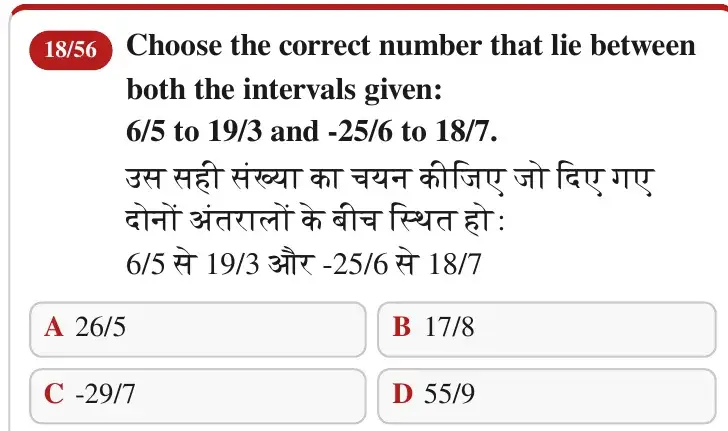 18/56 Choose the correct number that lie between
both the intervals given:
6/5 to 19/3 and -25/6 to 18/7.
उस सही संख्या का चयन कीजिए जो दिए गए
दोनों अंतरालों के बीच स्थित हो:
6/5 से 19/3 और -25/6 से 18/7
A 26/5
B 17/8
C -29/7
D 55/9